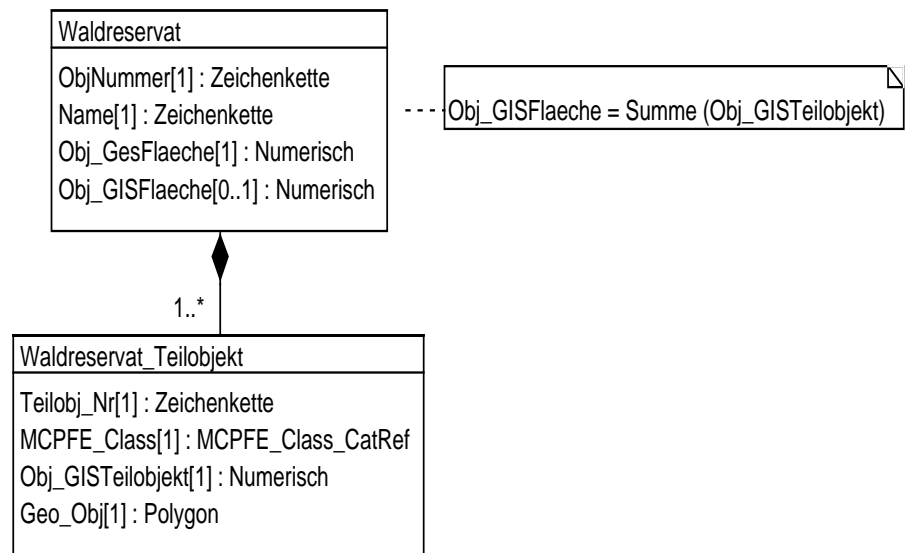 Waldreservat
ObjNummer[1] : Zeichenkette
Name[1] : Zeichenkette
Obj_GesFlaeche[1] : Numerisch
Obj_GISFlaeche[0..1] : Numerisch
Obj_GISFlaeche = Summe (Obj_GISTeilobjekt)
1..*
Waldreservat_Teilobjekt
Teilobj_Nr[1] : Zeichenkette
MCPFE_Class[1] : MCPFE_Class_CatRef
Obj_GISTeilobjekt[1] : Numerisch
Geo_Obj[1] : Polygon